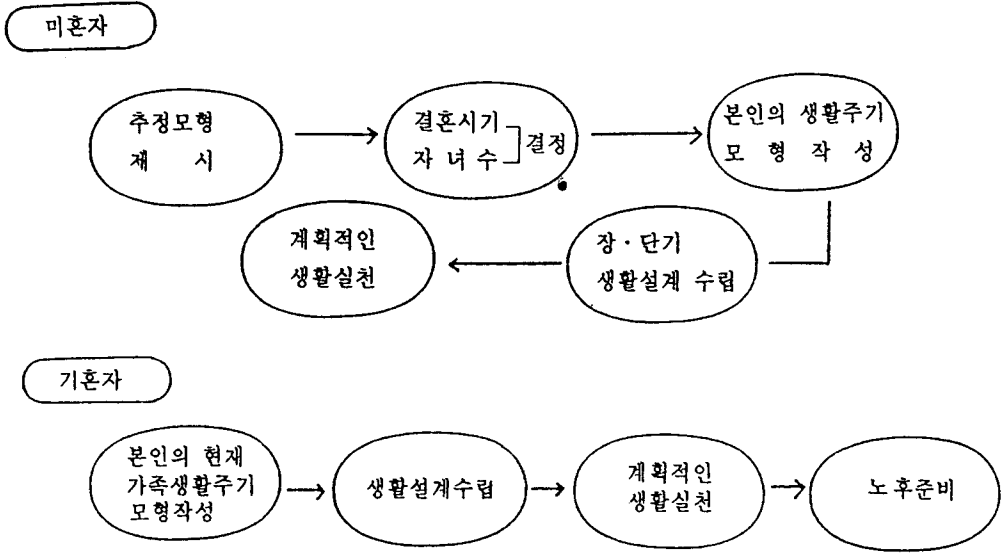 미혼자
추정모형
재 시
결혼시기
자 녀 수
결정
본인의 생활주기
모 형 작 성
장·단기
생활설계 수립
계획적인
생활실천
기혼자
본인의 현재
가족생활주기
모형작성
생활설계수립
계획적인
생활실천
노후준비